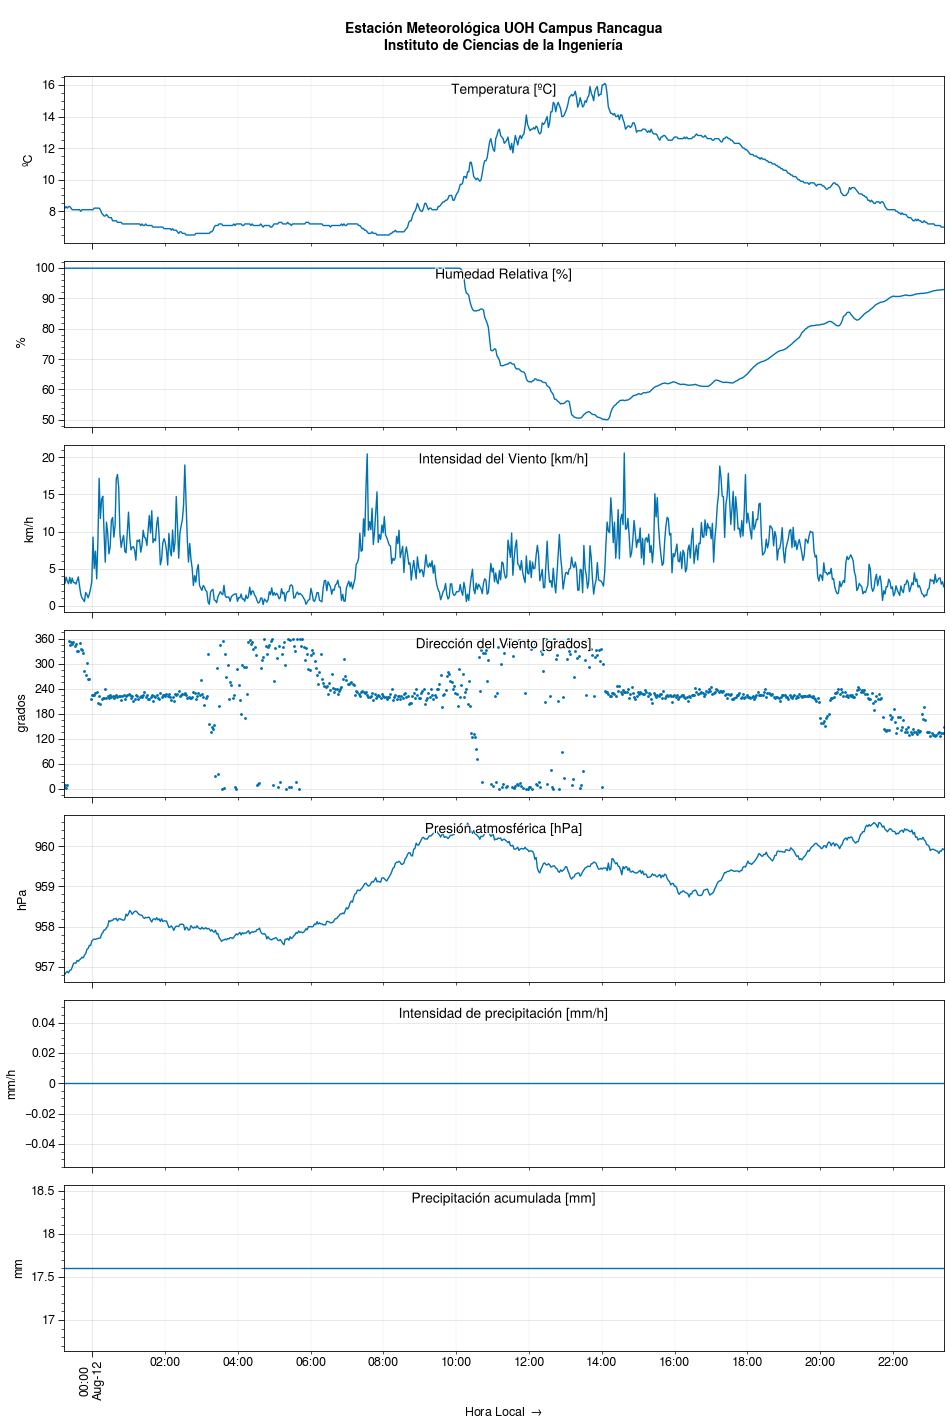 Estación Meteorológica UOH Campus Rancagua
Instituto de Ciencias de la Ingeniería
Temperatura [ºC]
16
14
12
10
8
ºC
Humedad Relativa [%]
100
90
80
70
60
50
%
Intensidad del Viento [km/h]
20
15
10
5
0
km/h
Dirección del Viento [grados]
360
300
240
180
120
60
0
grados
Presión atmosférica [hPa]
960
959
958
957
hPa
Intensidad de precipitación [mm/h]
0.04
0.02
0
−0.02
−0.04
mm/h
Precipitación acumulada [mm]
18.5
18
17.5
17
mm
00:00 02:00 04:00 06:00 08:00 10:00 12:00 14:00 16:00 18:00 20:00 22:00
Aug-12
Hora Local →